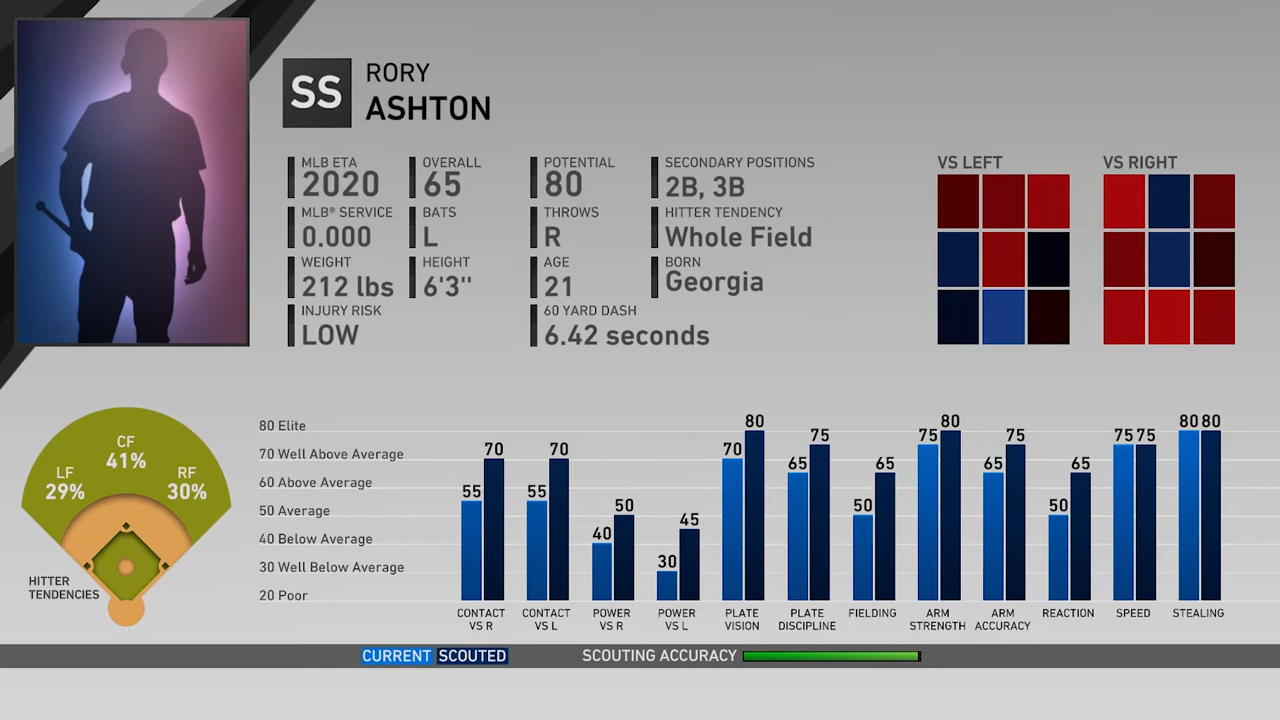 SS
RORY
ASHTON
MLB ETA
2020
OVERALL
65
POTENTIAL
80
SECONDARY POSITIONS
2B, 3B
MLB® SERVICE
0.000
BATS
L
THROWS
R
HITTER TENDENCY
Whole Field
WEIGHT
212 lbs
HEIGHT
6'3"
AGE
21
BORN
Georgia
INJURY RISK
LOW
60 YARD DASH
6.42 seconds
VS LEFT
VS RIGHT
CF
41%
LF
29%
RF
30%
HITTER
TENDENCIES
80 Elite
70 Well Above Average
60 Above Average
50 Average
40 Below Average
30 Well Below Average
20 Poor
55 70
55 70
40 50
30 45
70 80
65 75
50 65
75 80
65 75
50 65
75 75
80 80
CONTACT
VS R
CONTACT
VS L
POWER
VS R
POWER
VS L
PLATE
VISION
PLATE
DISCIPLINE
FIELDING
ARM
STRENGTH
ARM
ACCURACY
REACTION
SPEED
STEALING
CURRENT SCOUTED
SCOUTING ACCURACY